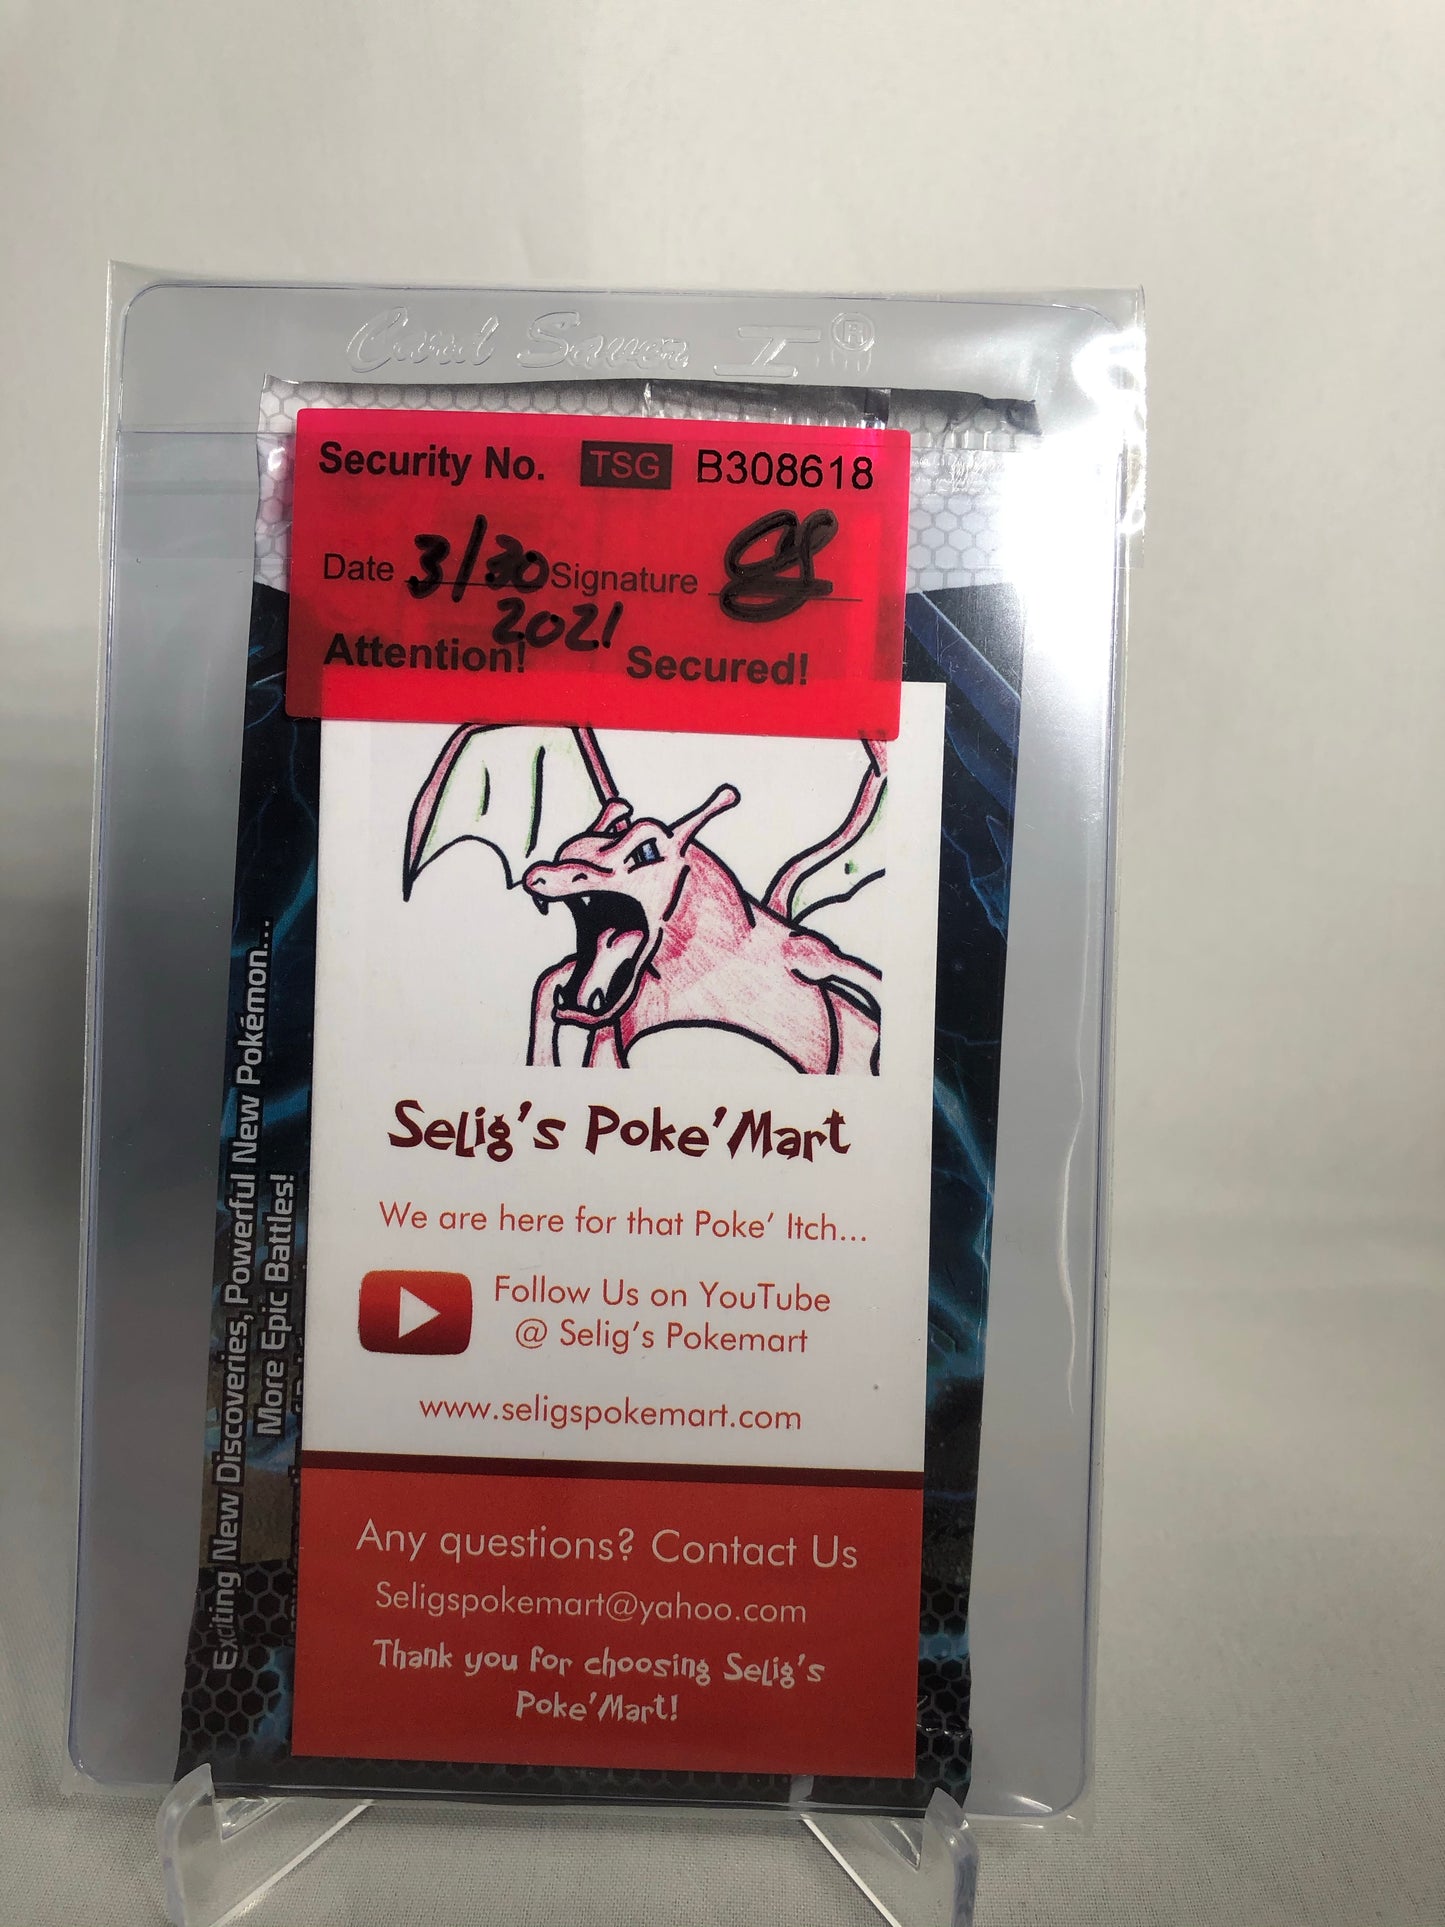 Card Saver I®
Security No. TSG B308618
Date 3/30 Signature
2021
Attention! Secured!
Selig's Poke'Mart
We are here for that Poke' Itch...
Follow Us on YouTube
@ Selig's Pokemart
www.seligspokemart.com
Any questions? Contact Us
Seligspokemart@yahoo.com
Thank you for choosing Selig's
Poke'Mart!
Exciting New Discoveries, Powerful New Pokémon...
More Epic Battles!